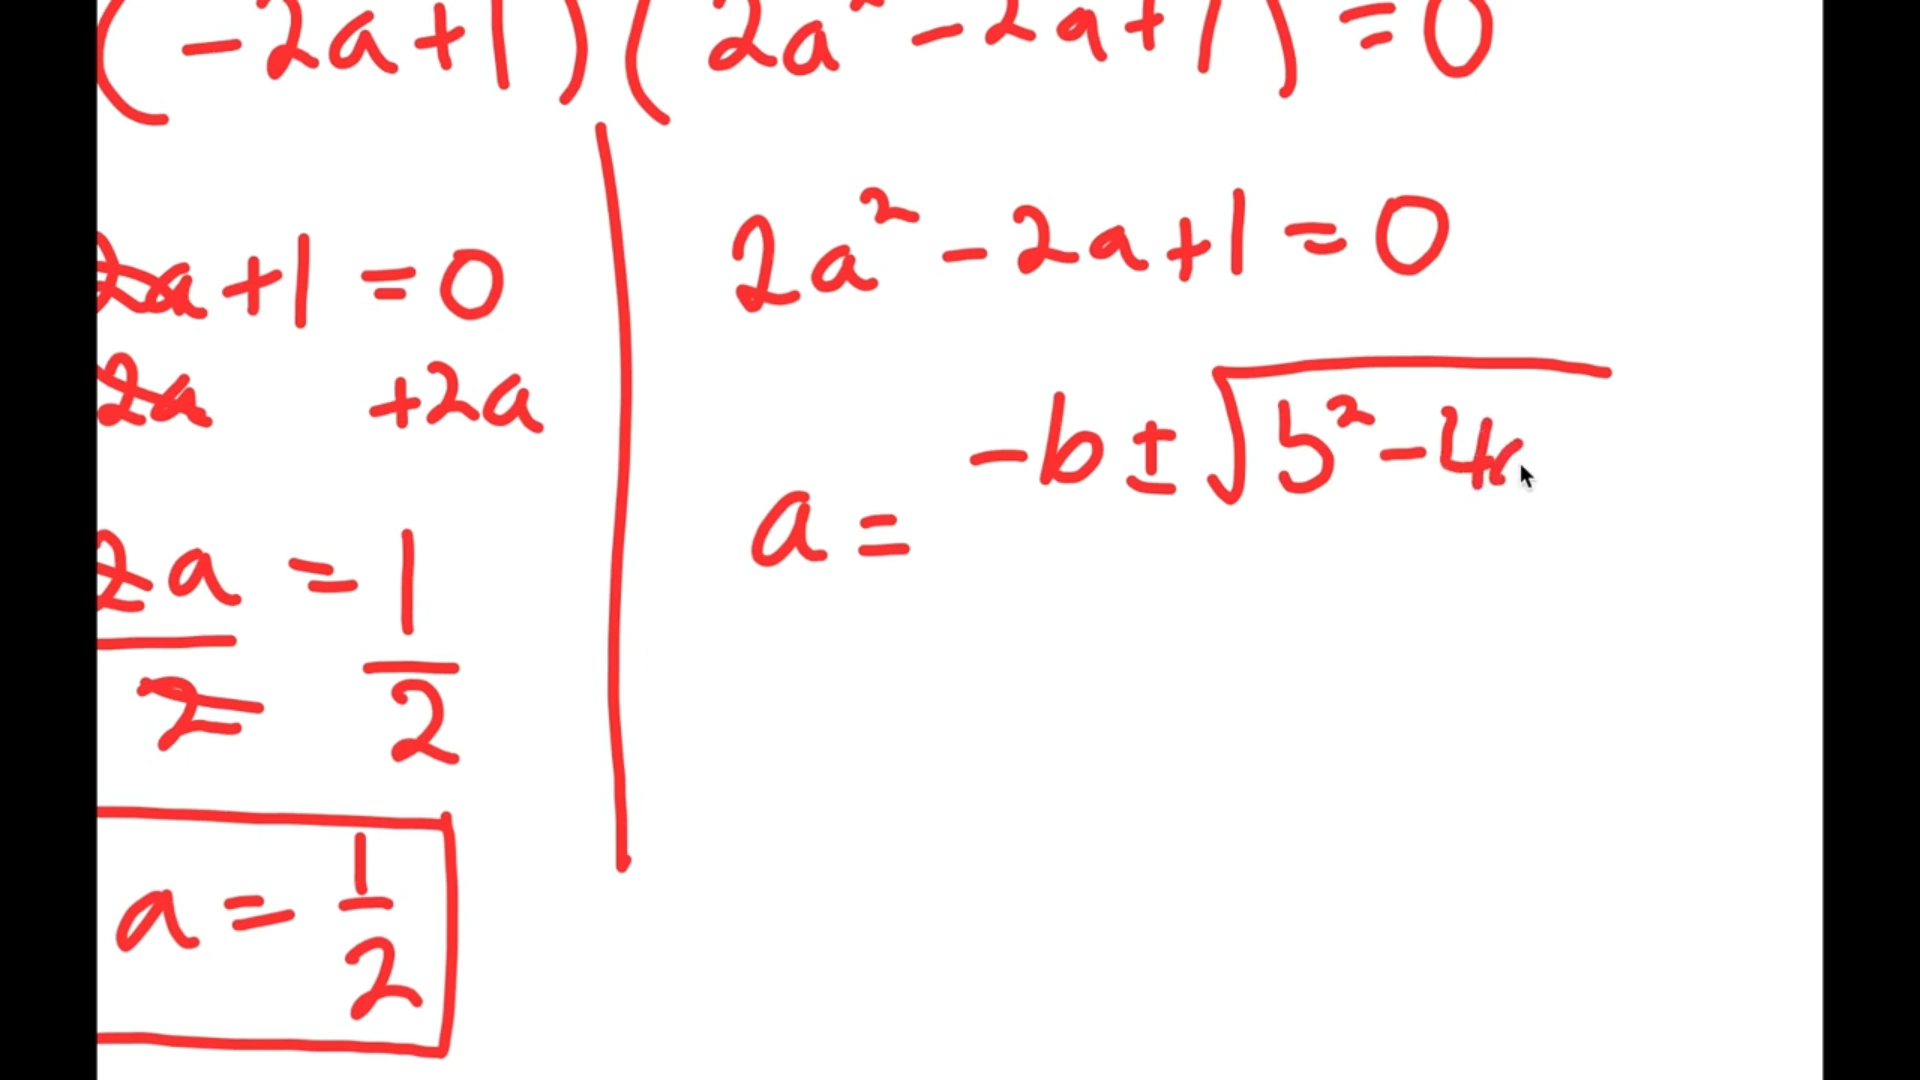 (-2a+1)(2a²-2a+1)=0
2a+1=0
2a +2a
2a = 1
2 2
a = 1/2
2a²-2a+1=0
a = -b±√b²-4